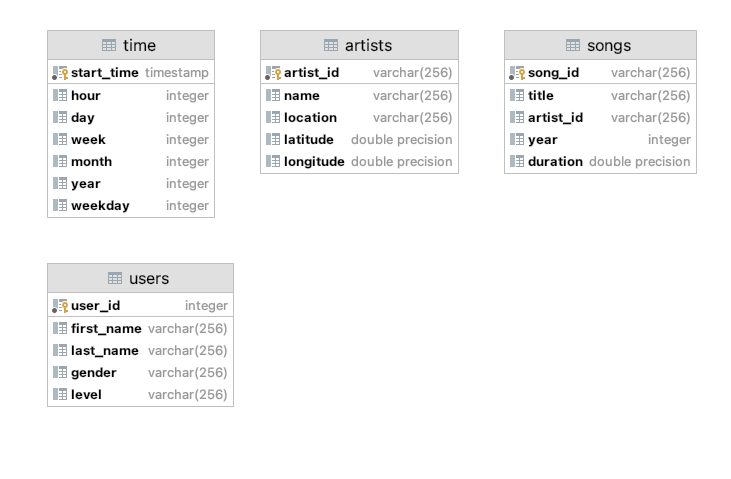 time
start_time timestamp
hour integer
day integer
week integer
month integer
year integer
weekday integer
artists
artist_id varchar(256)
name varchar(256)
location varchar(256)
latitude double precision
longitude double precision
songs
song_id varchar(256)
title varchar(256)
artist_id varchar(256)
year integer
duration double precision
users
user_id integer
first_name varchar(256)
last_name varchar(256)
gender varchar(256)
level varchar(256)